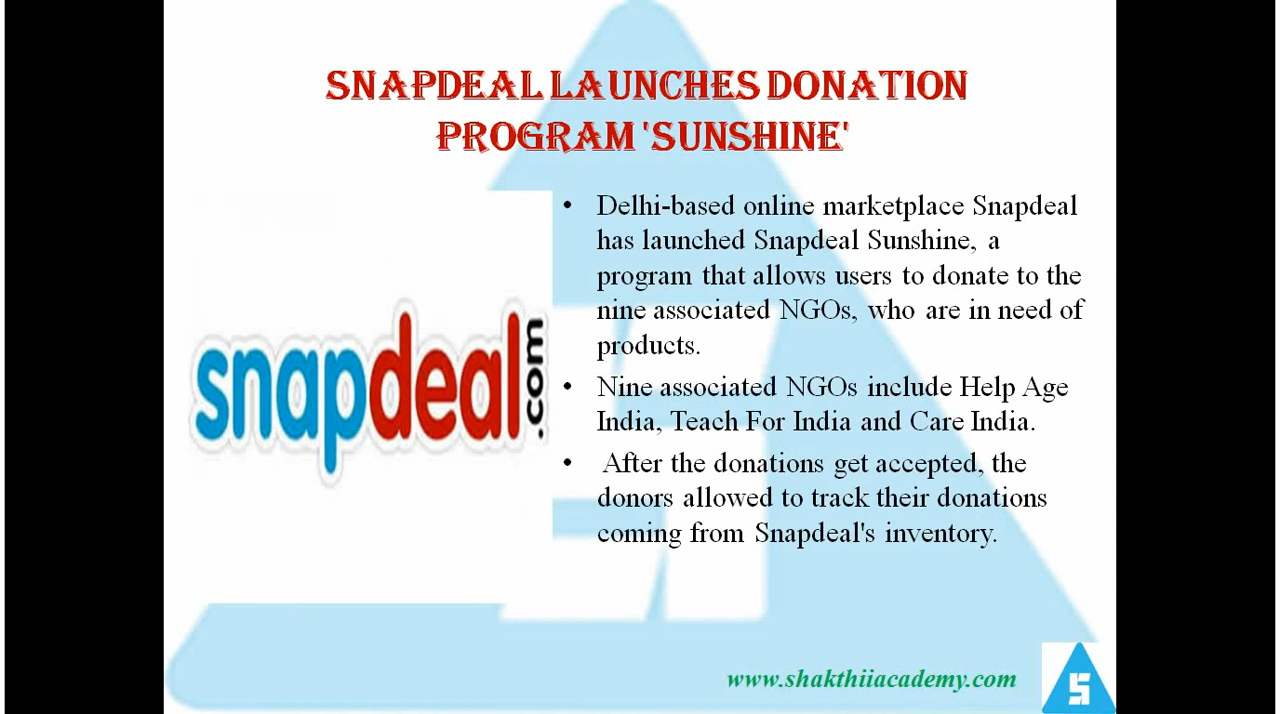 SNAPDEAL LAUNCHES DONATION
PROGRAM 'SUNSHINE'
snapdeal.com
• Delhi-based online marketplace Snapdeal
has launched Snapdeal Sunshine, a
program that allows users to donate to the
nine associated NGOs, who are in need of
products.
• Nine associated NGOs include Help Age
India, Teach For India and Care India.
• After the donations get accepted, the
donors allowed to track their donations
coming from Snapdeal's inventory.
www.shakthiiacademy.com
S